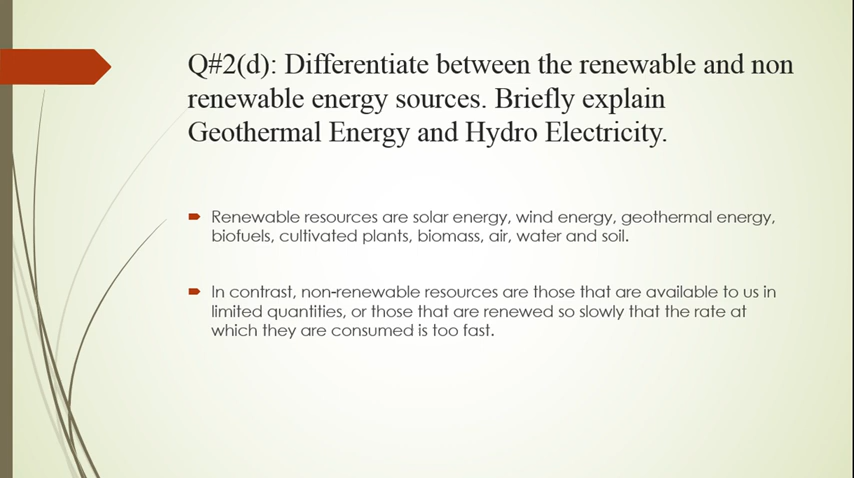 Q#2(d): Differentiate between the renewable and non
renewable energy sources. Briefly explain
Geothermal Energy and Hydro Electricity.
Renewable resources are solar energy, wind energy, geothermal energy,
biofuels, cultivated plants, biomass, air, water and soil.
In contrast, non-renewable resources are those that are available to us in
limited quantities, or those that are renewed so slowly that the rate at
which they are consumed is too fast.